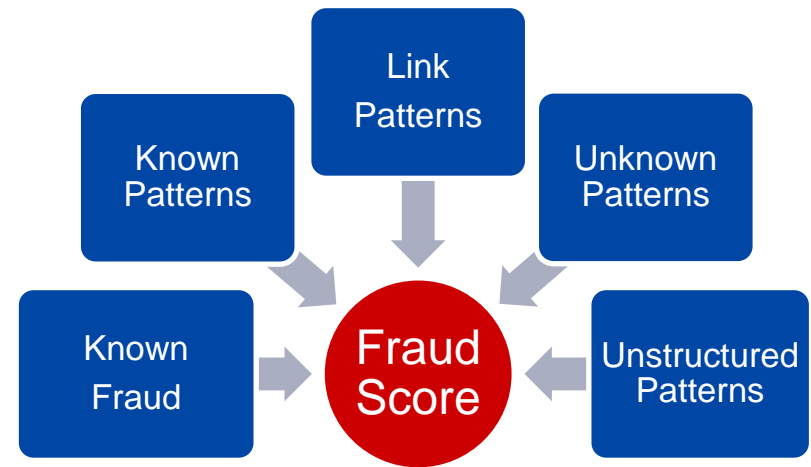 Link
Patterns
Known
Patterns
Unknown
Patterns
Known
Fraud
Fraud
Score
Unstructured
Patterns